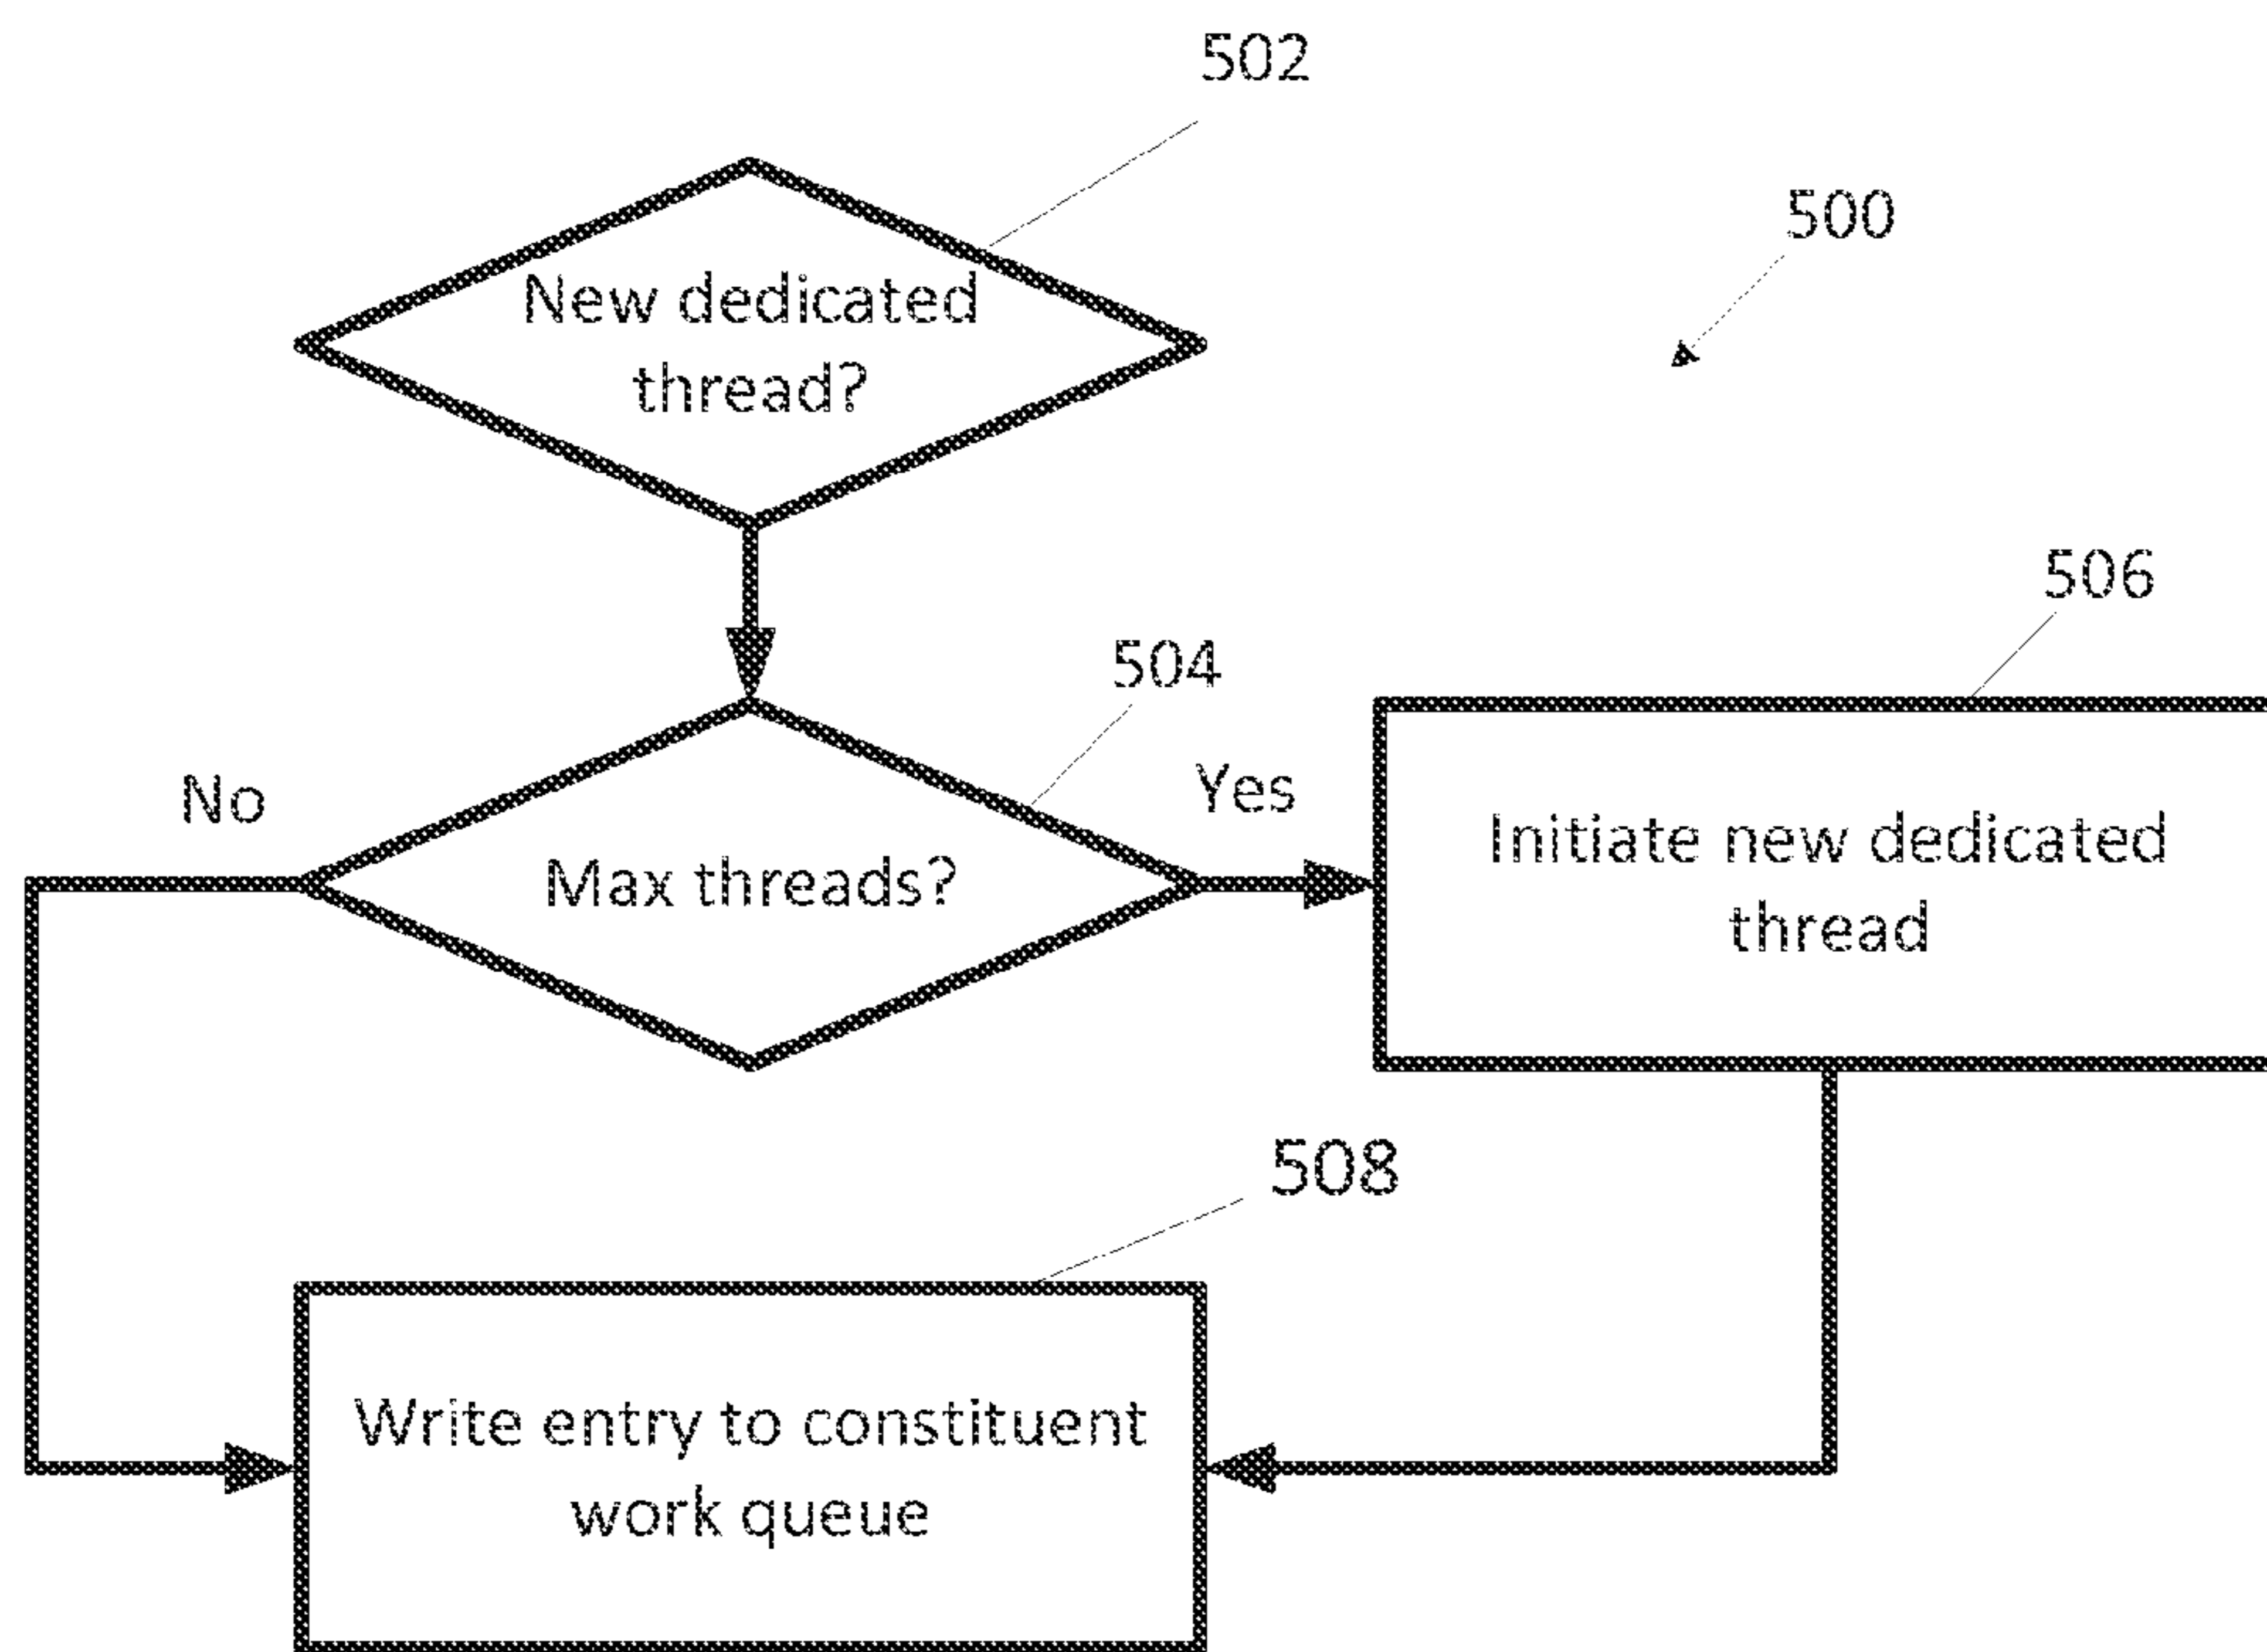 502
500
New dedicated
thread?
506
504
No
Yes
Max threads?
Initiate new dedicated
thread
508
Write entry to constituent
work queue